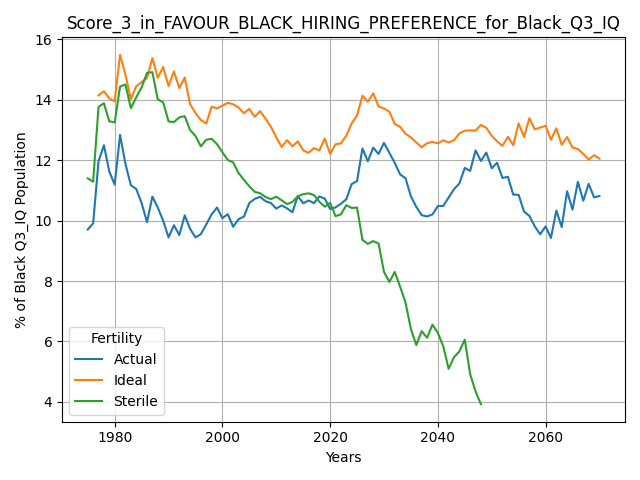 Score_3_in_FAVOUR_BLACK_HIRING_PREFERENCE_for_Black_Q3_IQ
16
14
12
10
8
6
4
% of Black Q3_IQ Population
Fertility
Actual
Ideal
Sterile
1980 2000 2020 2040 2060
Years